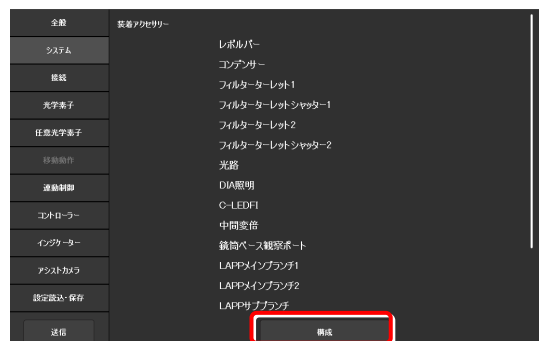 全般
システム
接続
光学素子
任意光学素子
移動動作
連動制御
コントローラー
インジケーター
アシストカメラ
設定読込・保存
送信
装着アクセサリー
レボルバー
コンデンサー
フィルターターレット1
フィルターターレットシャッター1
フィルターターレット2
フィルターターレットシャッター2
光路
DIA照明
C-LEDFI
中間変倍
鏡筒ベース観察ポート
LAPPメインブランチ1
LAPPメインブランチ2
LAPPサブブランチ
構成